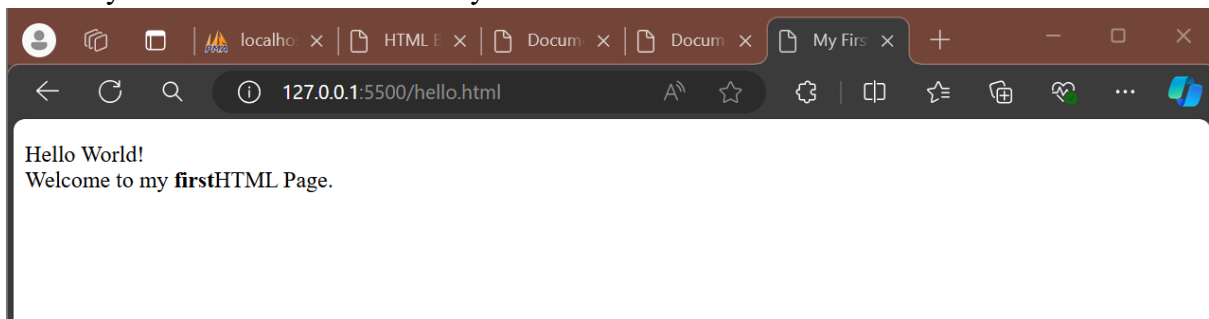 localho
HTML B
Docum
Docum
My Firs
127.0.0.1:5500/hello.html
Hello World!
Welcome to my firstHTML Page.